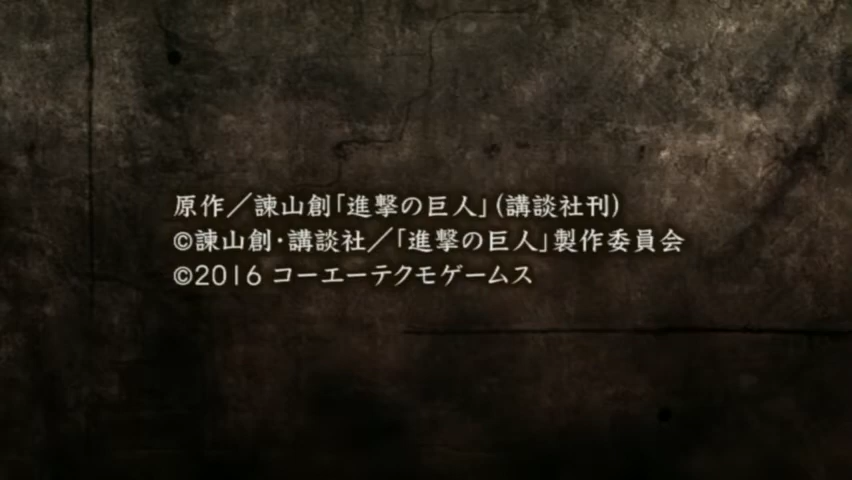 原作／諫山創「進撃の巨人」(講談社刊)
©諫山創・講談社／「進撃の巨人」製作委員会
©2016 コーエーテクモゲームス